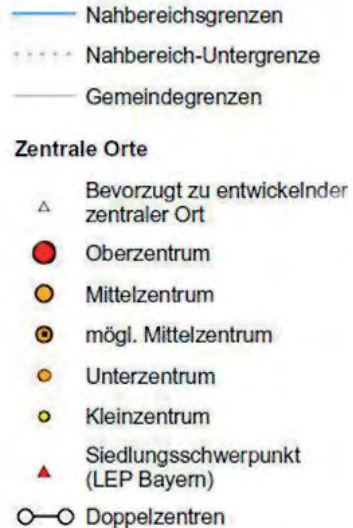 Nahbereichsgrenzen
Nahbereich-Untergrenze
Gemeindegrenzen
Zentrale Orte
Bevorzugt zu entwickelnder
zentraler Ort
Oberzentrum
Mittelzentrum
mögl. Mittelzentrum
Unterzentrum
Kleinzentrum
Siedlungsschwerpunkt
(LEP Bayern)
Doppelzentren